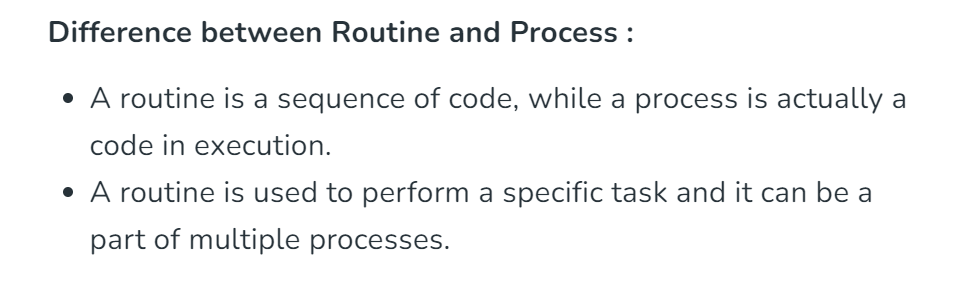 Difference between Routine and Process :
• A routine is a sequence of code, while a process is actually a
code in execution.
• A routine is used to perform a specific task and it can be a
part of multiple processes.